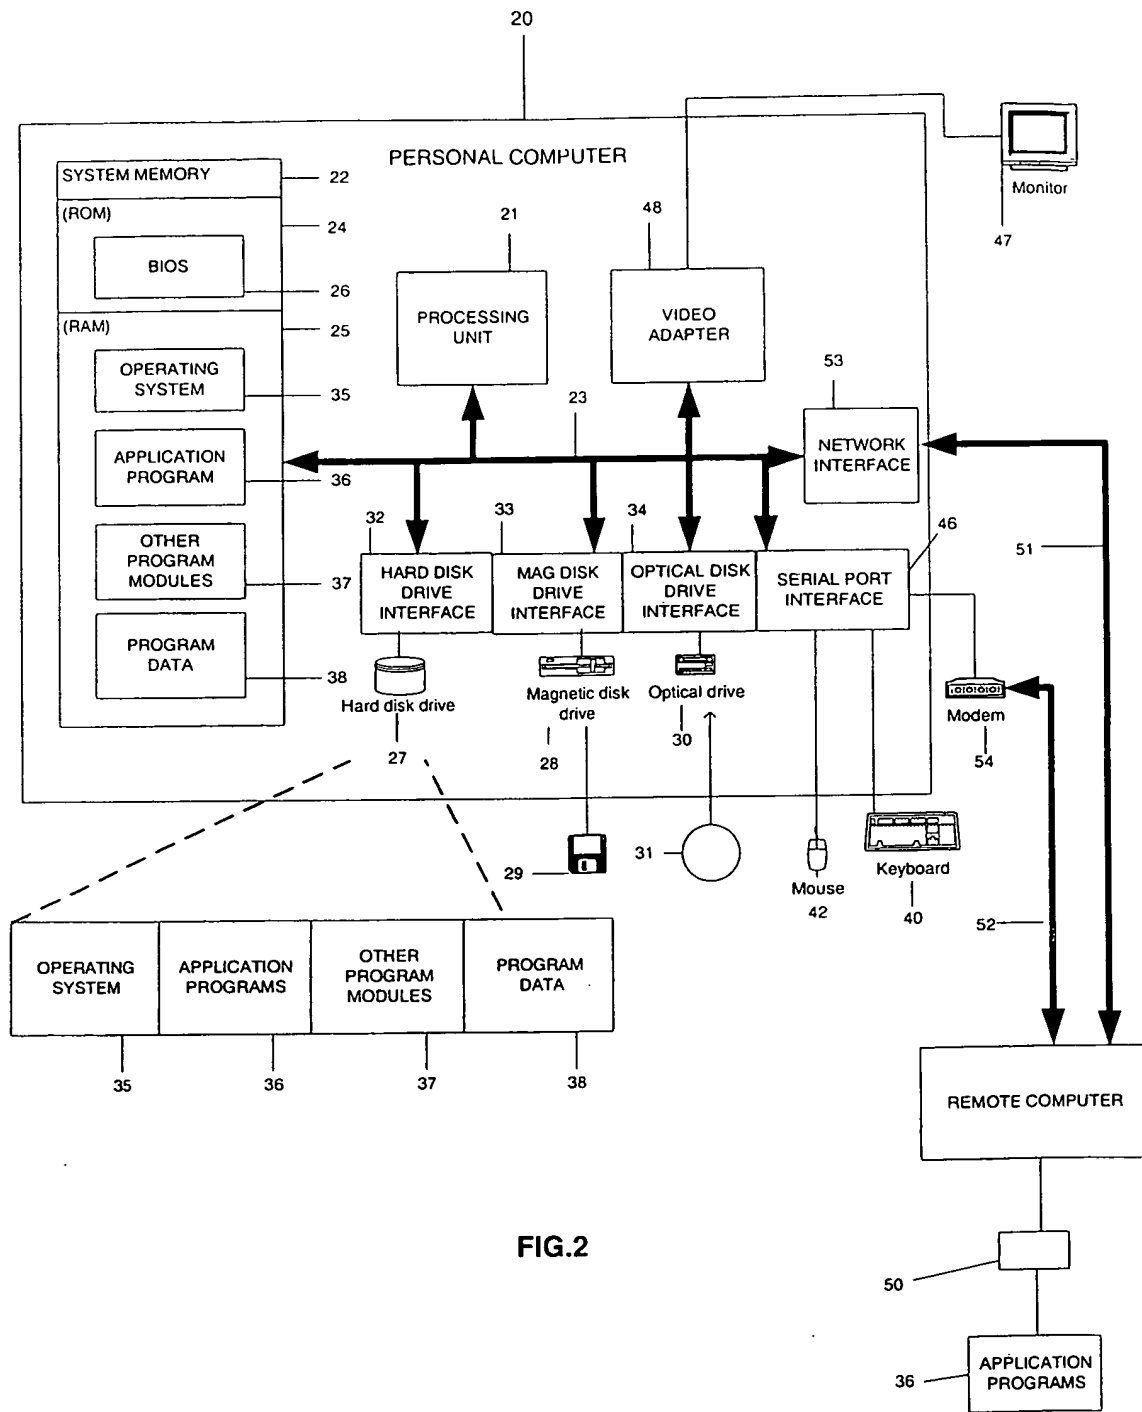 20
PERSONAL COMPUTER
Monitor
47
SYSTEM MEMORY
22
(ROM)
24
BIOS
26
(RAM)
25
OPERATING
SYSTEM
35
APPLICATION
PROGRAM
36
OTHER
PROGRAM
MODULES
37
PROGRAM
DATA
38
21
PROCESSING
UNIT
48
VIDEO
ADAPTER
23
53
NETWORK
INTERFACE
32
HARD DISK
DRIVE
INTERFACE
33
MAG DISK
DRIVE
INTERFACE
34
OPTICAL DISK
DRIVE
INTERFACE
46
SERIAL PORT
INTERFACE
51
Hard disk drive
27
Magnetic disk
drive
28
Optical drive
30
1010101
Modem
54
29
31
Mouse
42
Keyboard
40
52
OPERATING
SYSTEM
APPLICATION
PROGRAMS
OTHER
PROGRAM
MODULES
PROGRAM
DATA
35
36
37
38
REMOTE COMPUTER
50
36
APPLICATION
PROGRAMS
FIG.2